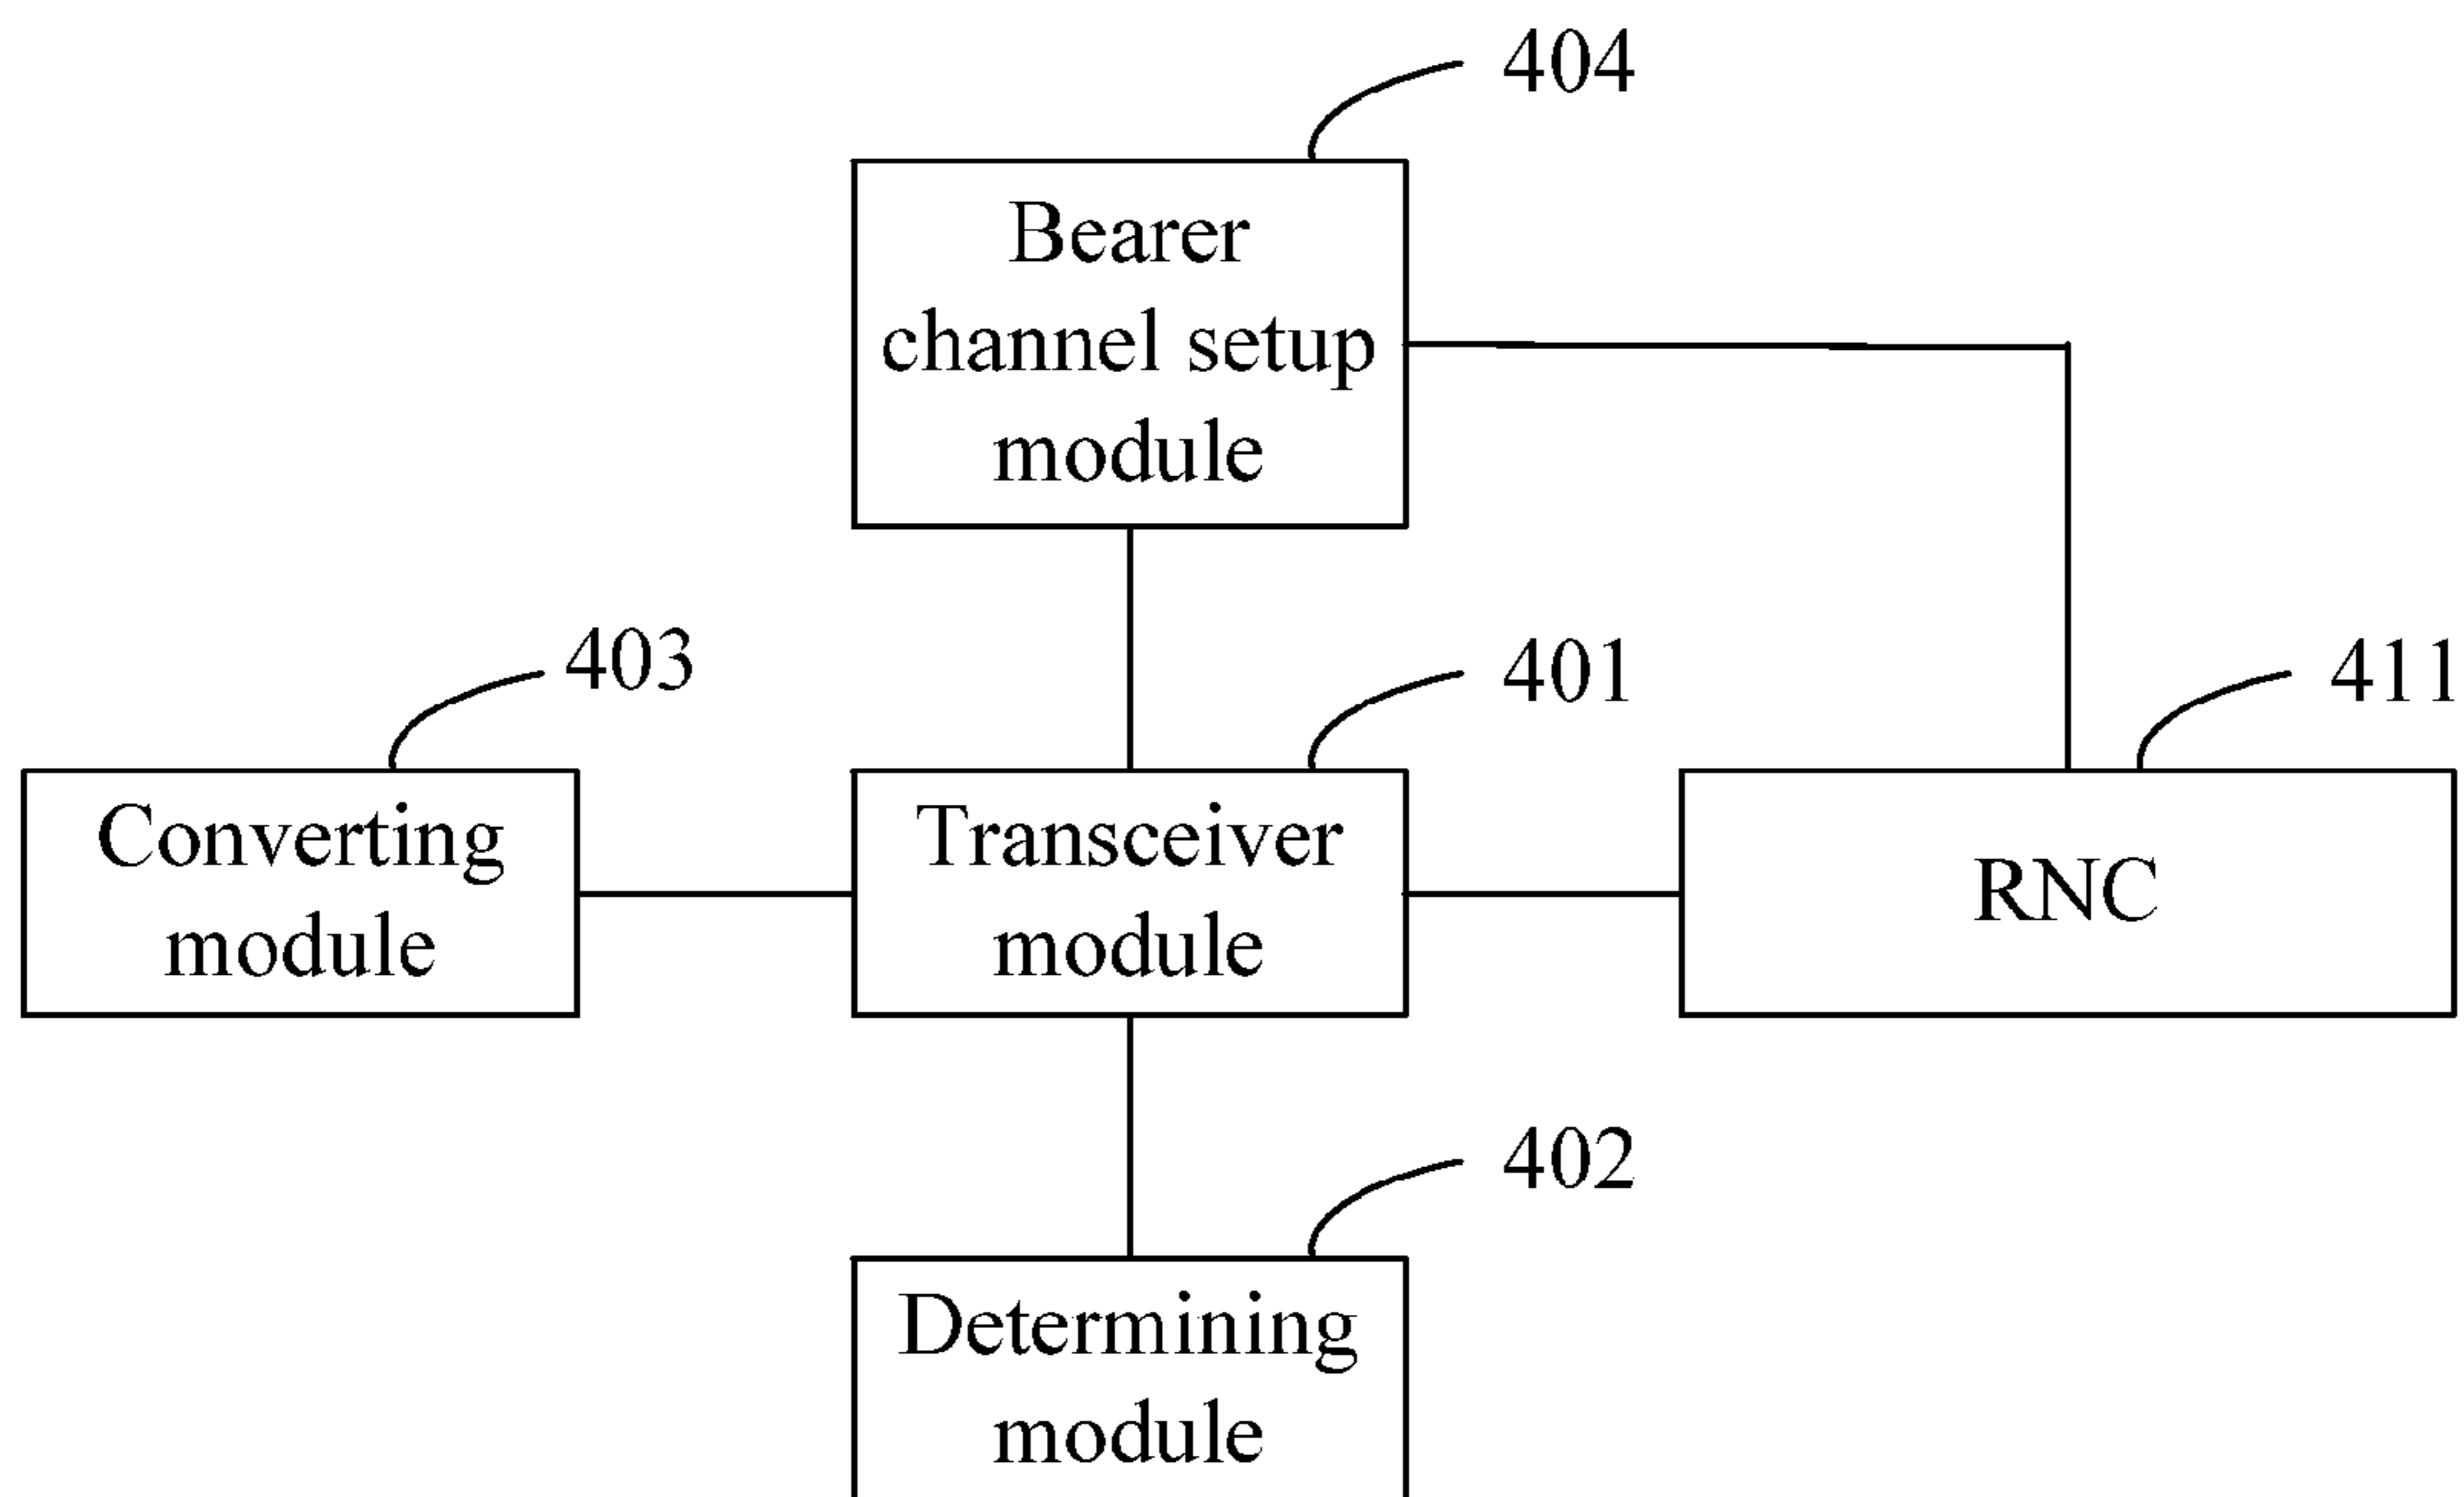 404
Bearer
channel setup
module
403
401
411
Converting
module
Transceiver
module
RNC
402
Determining
module